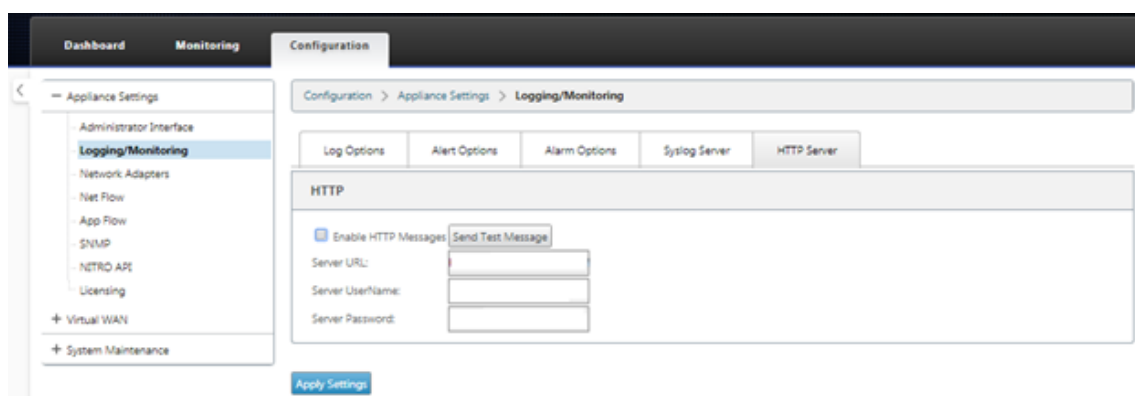 Dashboard Monitoring Configuration
Appliance Settings
Administrator Interface
Logging/Monitoring
Network Adapters
Net Flow
App Flow
SNMP
NITRO API
Licensing
Virtual WAN
System Maintenance
Configuration > Appliance Settings > Logging/Monitoring
Log Options Alert Options Alarm Options Syslog Server HTTP Server
HTTP
Enable HTTP Messages Send Test Message
Server URL:
Server UserName:
Server Password:
Apply Settings